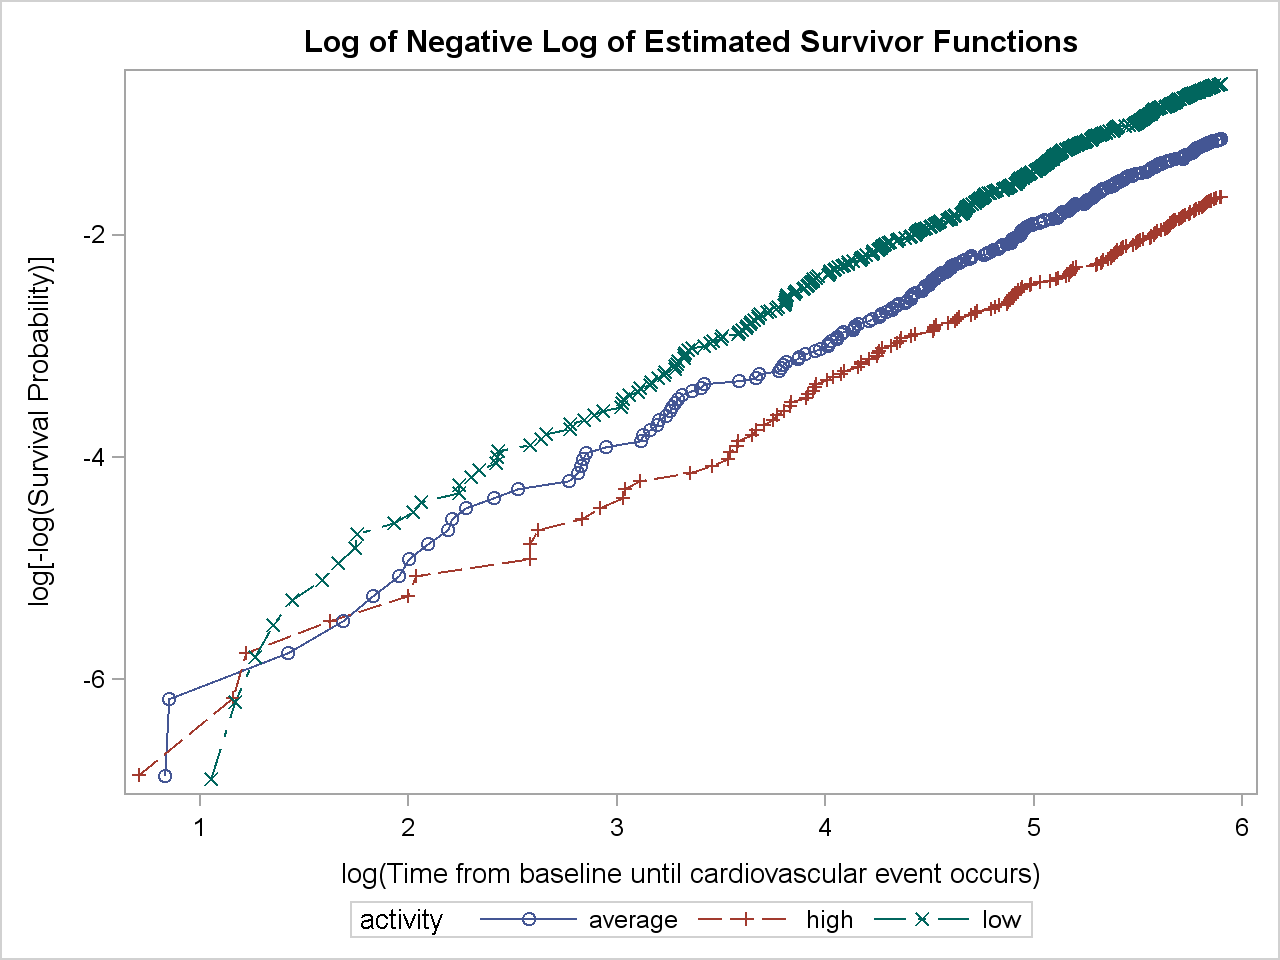 Log of Negative Log of Estimated Survivor Functions
log[-log(Survival Probability)]
-2
-4
-6
1 2 3 4 5 6
log(Time from baseline until cardiovascular event occurs)
activity average high low